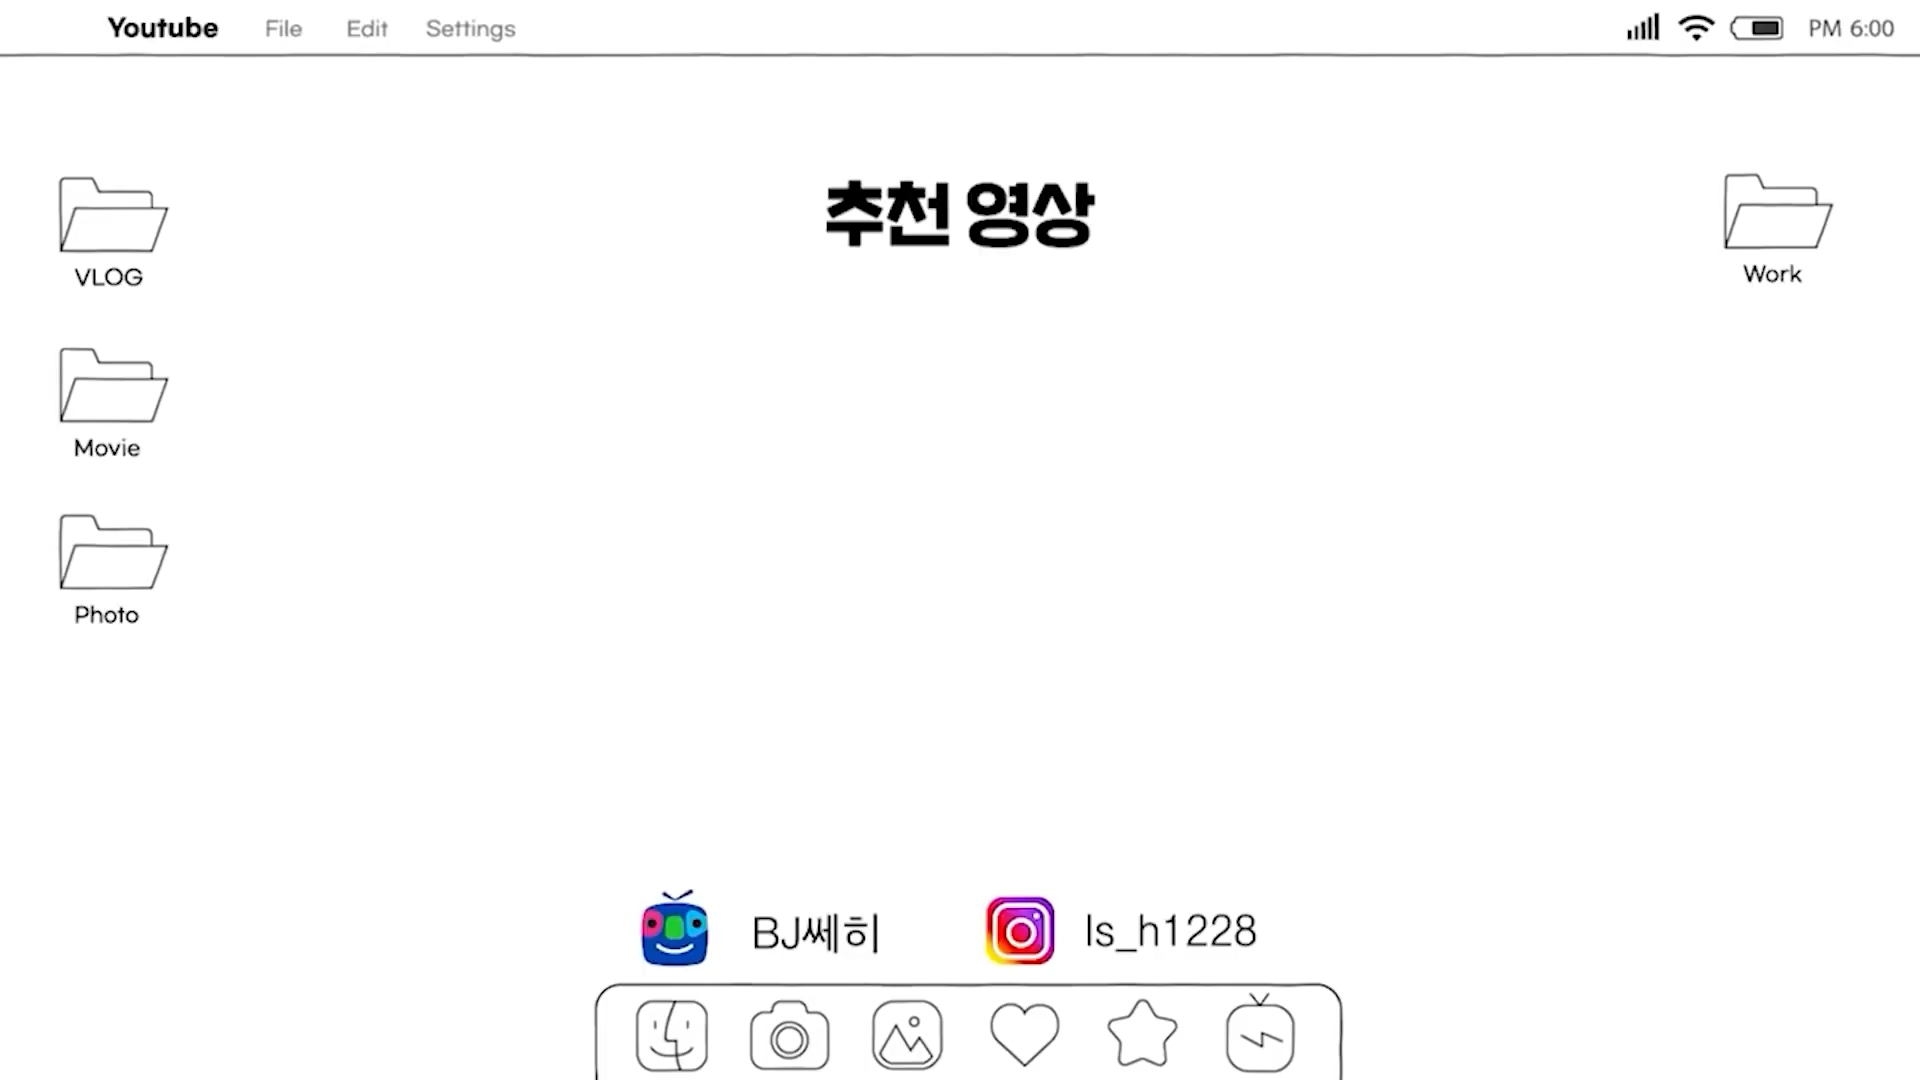 Youtube File Edit Settings PM 6:00
추천 영상
VLOG
Work
Movie
Photo
BJ쎄히 ls_h1228